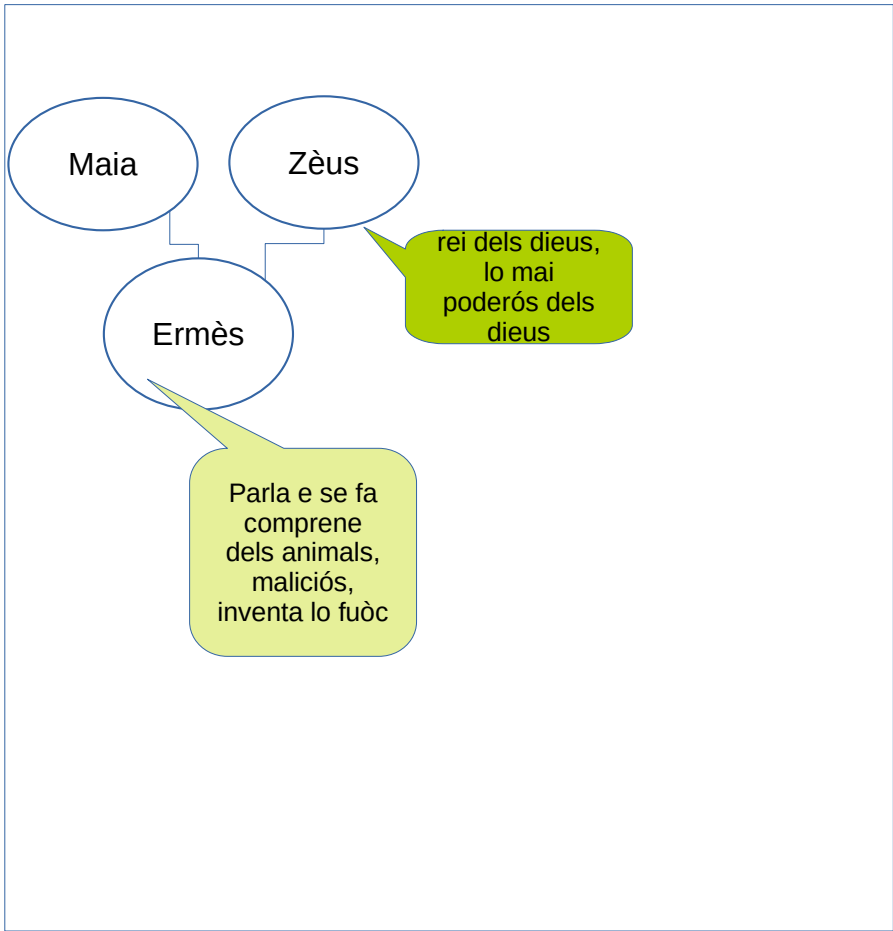 Maia
Zèus
rei dels dieus,
lo mai
poderós dels
dieus
Ermès
Parla e se fa
comprene
dels animals,
maliciós,
inventa lo fuòc